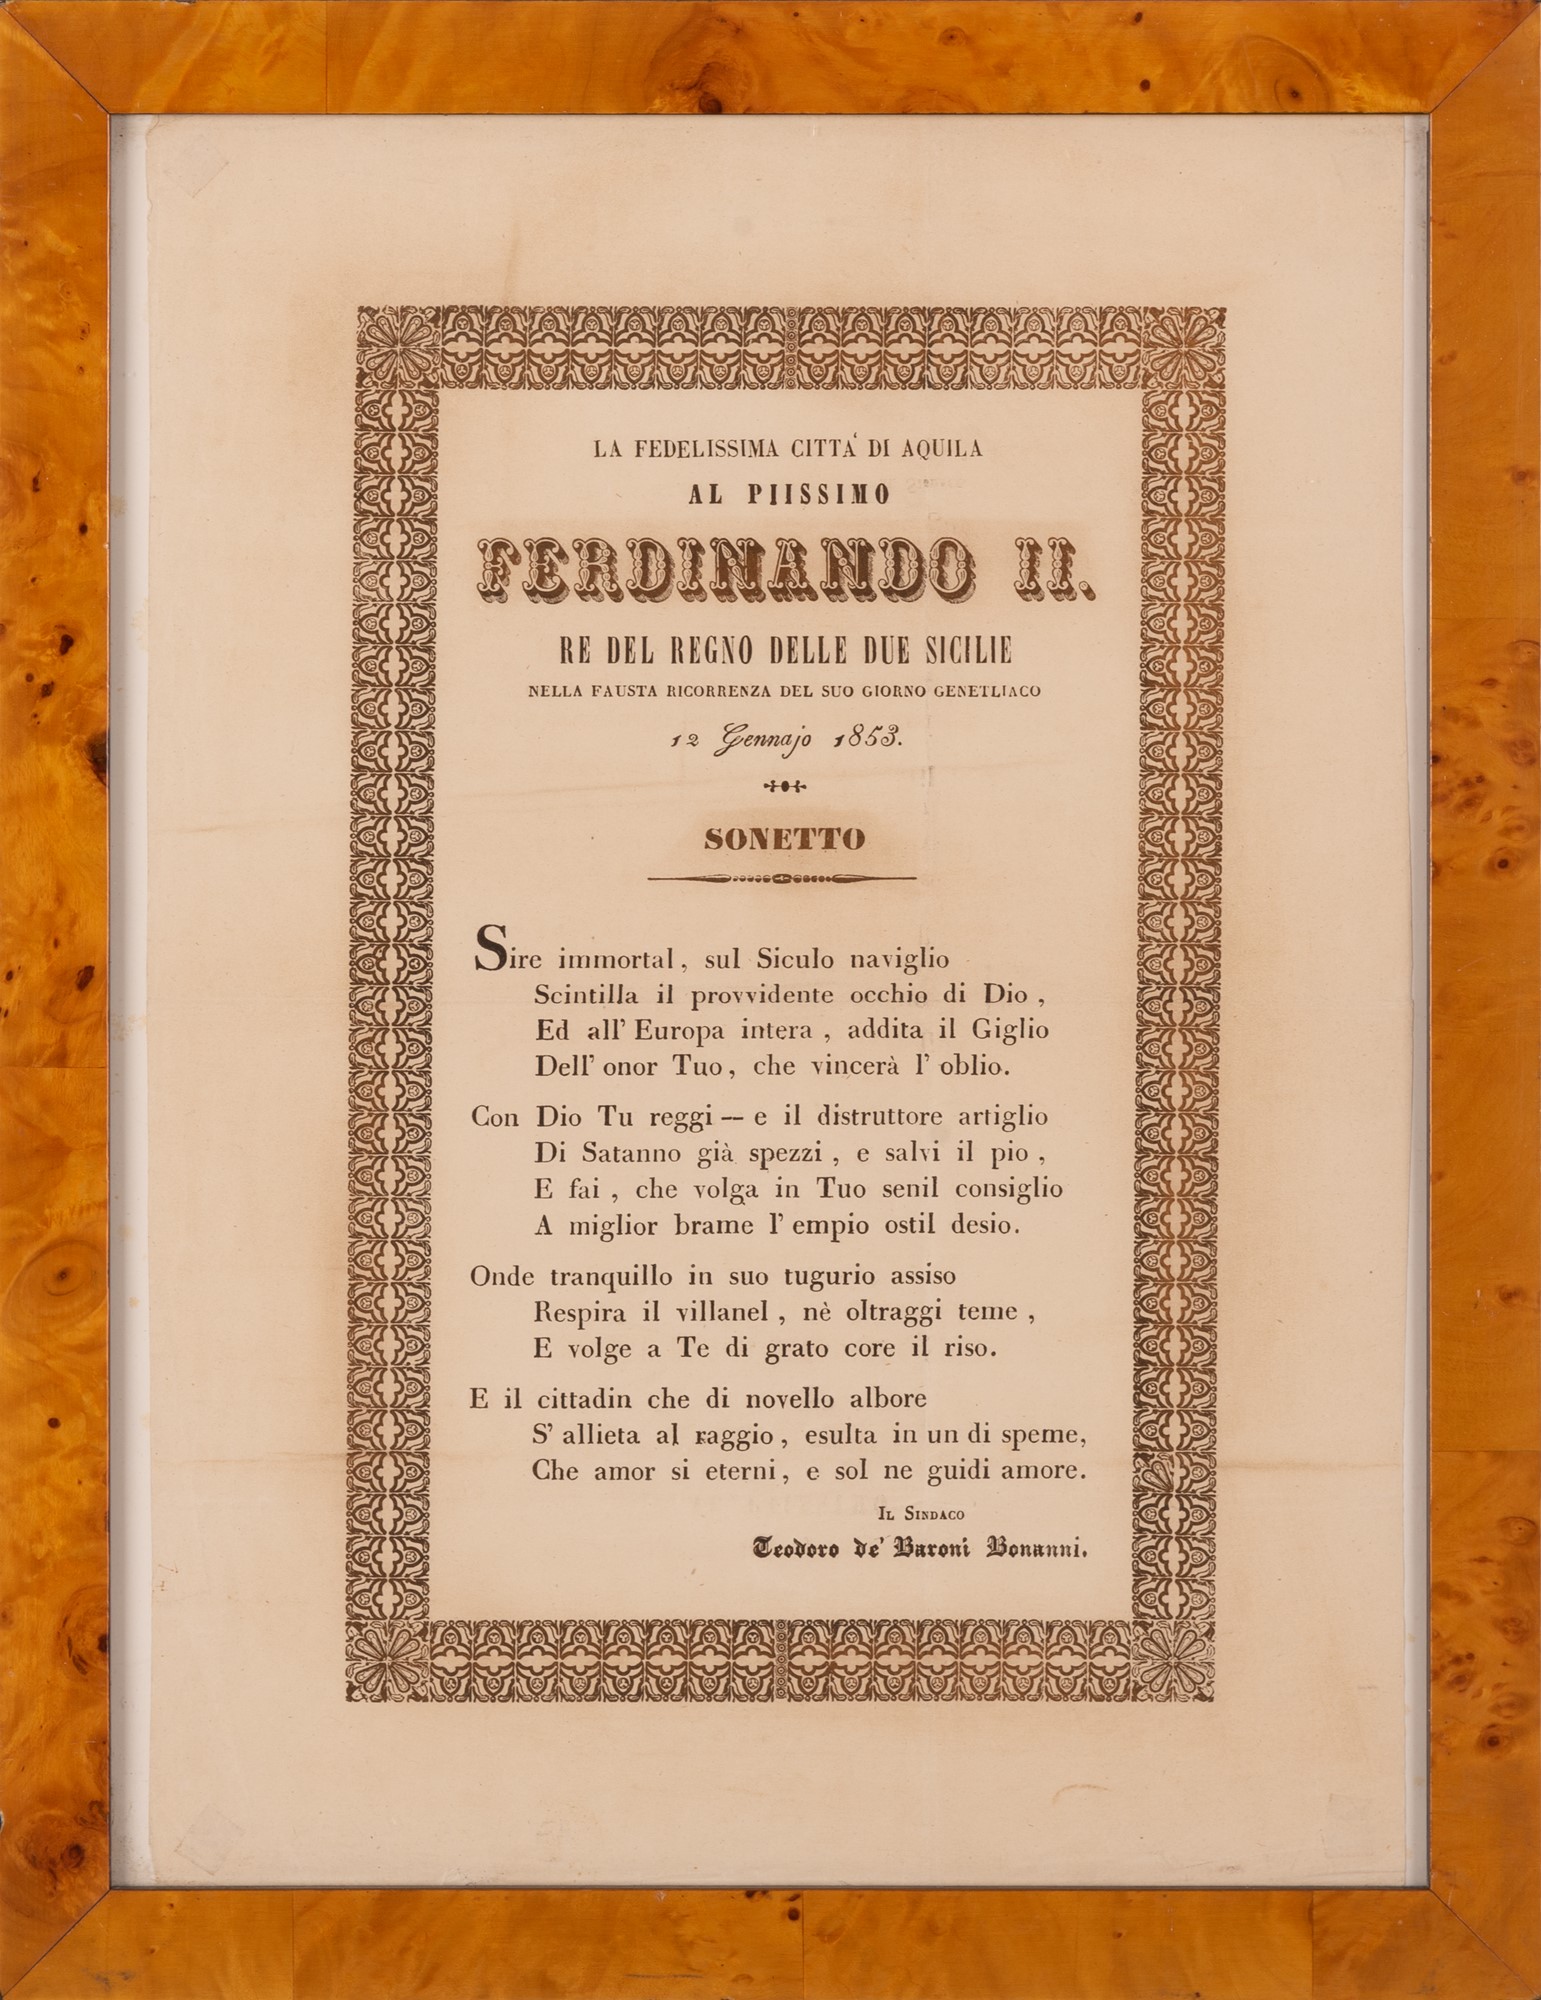 LA FEDELISSIMA CITTA' DI AQUILA
AL PIISSIMO
FERDINANDO II.
RE DEL REGNO DELLE DUE SICILIE
NELLA FAUSTA RICORRENZA DEL SUO GIORNO GENETLIACO
12 Gennajo 1853.
SONETTO
Sire immortal, sul Siculo naviglio
Scintilla il provvidente occhio di Dio,
Ed all' Europa intera, addita il Giglio
Dell' onor Tuo, che vincerà l' oblio.
Con Dio Tu reggi — e il distruttore artiglio
Di Satanno già spezzi, e salvi il pio,
E fai, che volga in Tuo senil consiglio
A miglior brame l' empio ostil desio.
Onde tranquillo in suo tugurio assiso
Respira il villanel, nè oltraggi teme,
E volge a Te di grato core il riso.
E il cittadin che di novello albore
S' allieta al raggio, esulta in un di speme,
Che amor si eterni, e sol ne guidi amore.
IL SINDACO
Teodoro de' Baroni Bonanni.